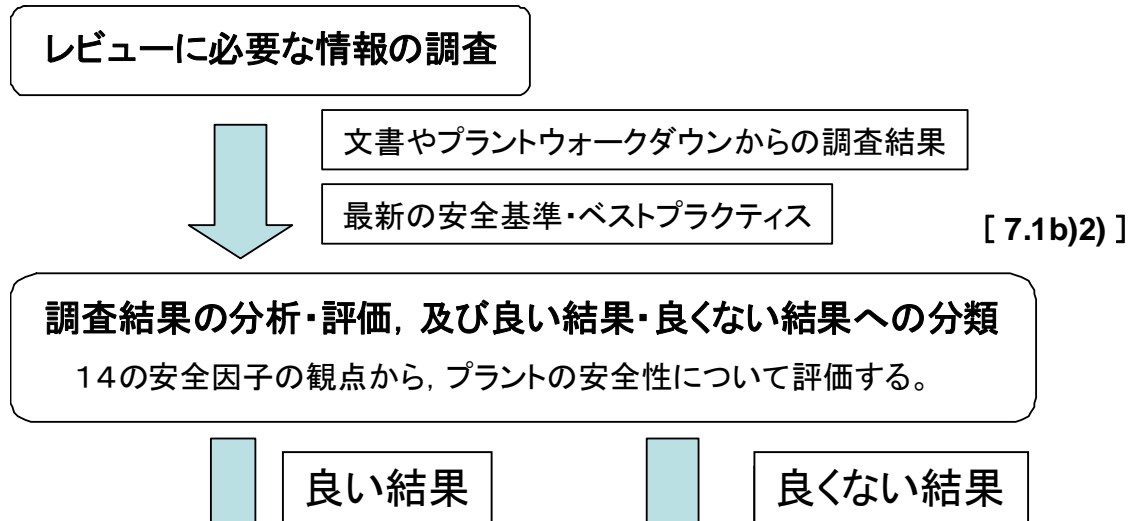 レビューに必要な情報の調査
文書やプラントウォークダウンからの調査結果
最新の安全基準・ベストプラクティス
[ 7.1b)2) ]
調査結果の分析・評価，及び良い結果・良くない結果への分類
１４の安全因子の観点から，プラントの安全性について評価する。
良い結果
良くない結果